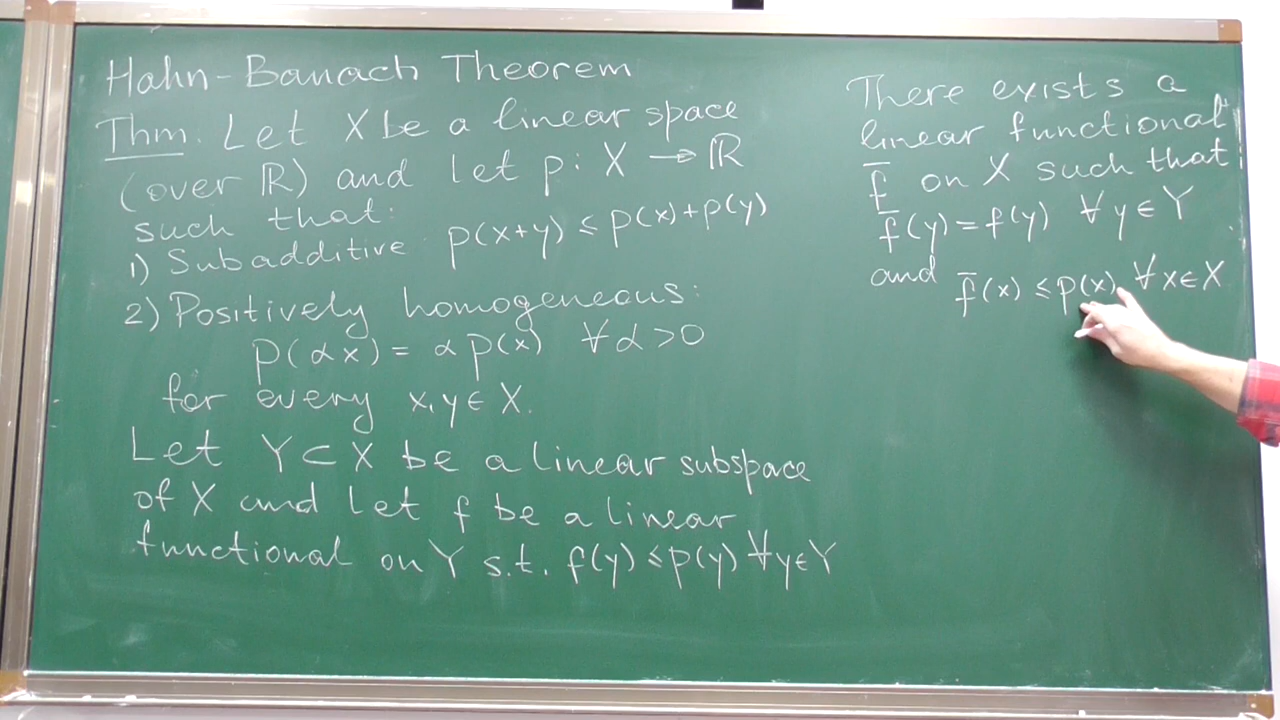 Hahn-Banach Theorem
Thm. Let X be a linear space
(over ℝ) and let p: X → ℝ
such that:
1) Subadditive p(x+y) ≤ p(x)+p(y)
2) Positively homogeneous:
p(αx) = α p(x) ∀α>0
for every x,y ∈ X.
Let Y ⊂ X be a linear subspace
of X and let f be a linear
functional on Y s.t. f(y) ≤ p(y) ∀y∈Y
There exists a
linear functional
f̅ on X such that
f̅(y) = f(y) ∀y∈Y
and f̅(x) ≤ p(x) ∀x∈X